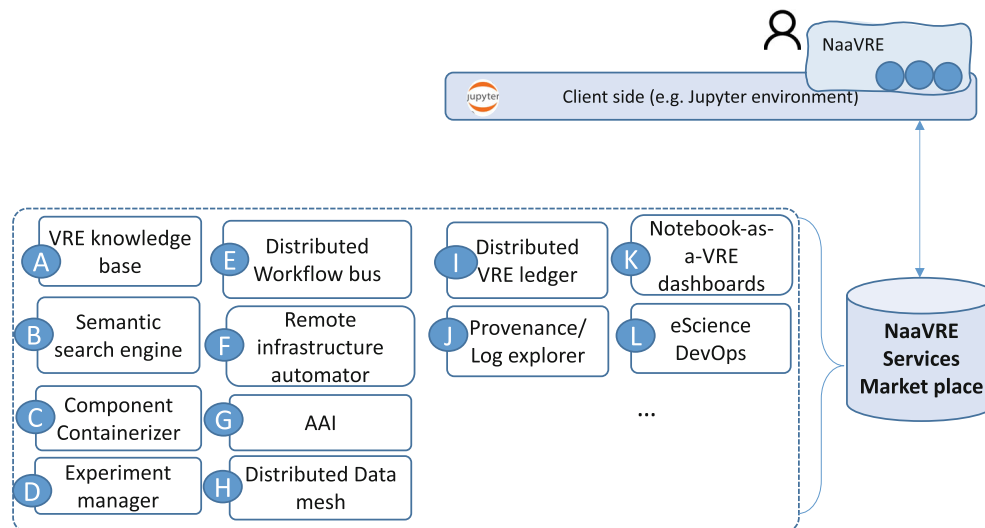 NaaVRE
jupyter
Client side (e.g. Jupyter environment)
A
VRE knowledge
base
B
Semantic
search engine
C
Component
Containerizer
D
Experiment
manager
E
Distributed
Workflow bus
F
Remote
infrastructure
automator
G
AAI
H
Distributed Data
mesh
I
Distributed
VRE ledger
J
Provenance/
Log explorer
K
Notebook-as-
a-VRE
dashboards
L
eScience
DevOps
...
NaaVRE
Services
Market place